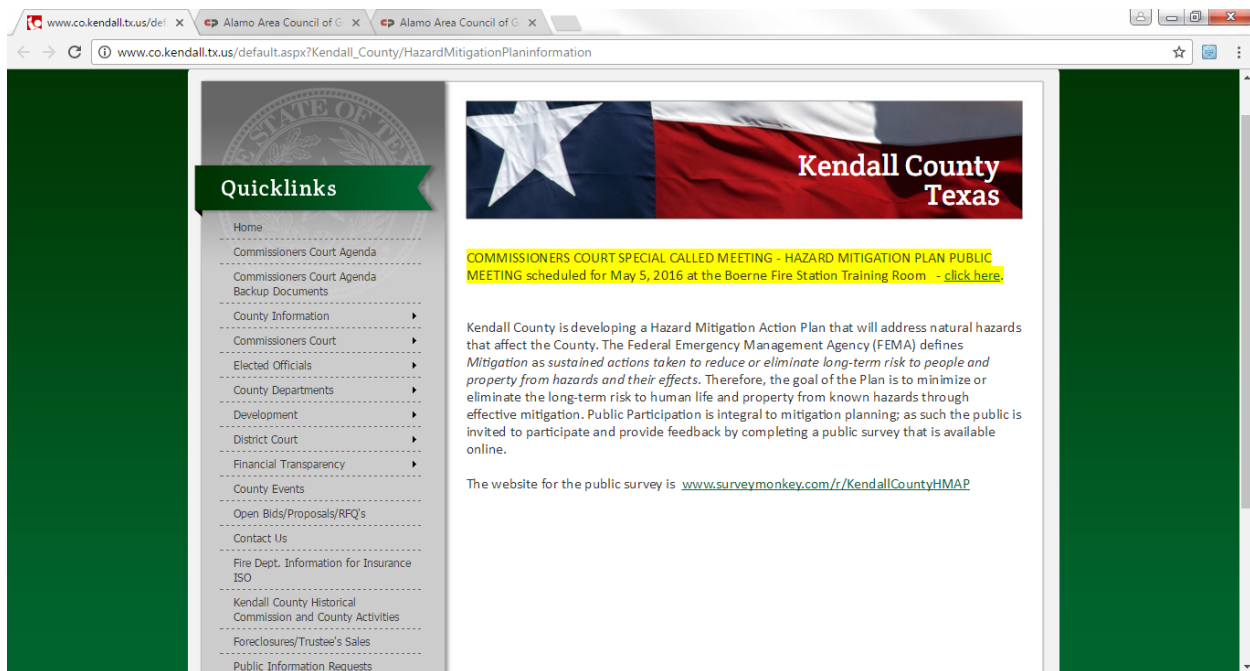 www.co.kendall.tx.us/def
Alamo Area Council of G
Alamo Area Council of G
www.co.kendall.tx.us/default.aspx?Kendall_County/HazardMitigationPlaninformation
THE STATE OF TEXAS
Quicklinks
Home
Commissioners Court Agenda
Commissioners Court Agenda
Backup Documents
County Information
Commissioners Court
Elected Officials
County Departments
Development
District Court
Financial Transparency
County Events
Open Bids/Proposals/RFQ's
Contact Us
Fire Dept. Information for Insurance
ISO
Kendall County Historical
Commission and County Activities
Foreclosures/Trustee's Sales
Public Information Requests
Kendall County
Texas
COMMISSIONERS COURT SPECIAL CALLED MEETING - HAZARD MITIGATION PLAN PUBLIC
MEETING scheduled for May 5, 2016 at the Boerne Fire Station Training Room - click here.
Kendall County is developing a Hazard Mitigation Action Plan that will address natural hazards
that affect the County. The Federal Emergency Management Agency (FEMA) defines
Mitigation as sustained actions taken to reduce or eliminate long-term risk to people and
property from hazards and their effects. Therefore, the goal of the Plan is to minimize or
eliminate the long-term risk to human life and property from known hazards through
effective mitigation. Public Participation is integral to mitigation planning; as such the public is
invited to participate and provide feedback by completing a public survey that is available
online.
The website for the public survey is www.surveymonkey.com/r/KendallCountyHMAP